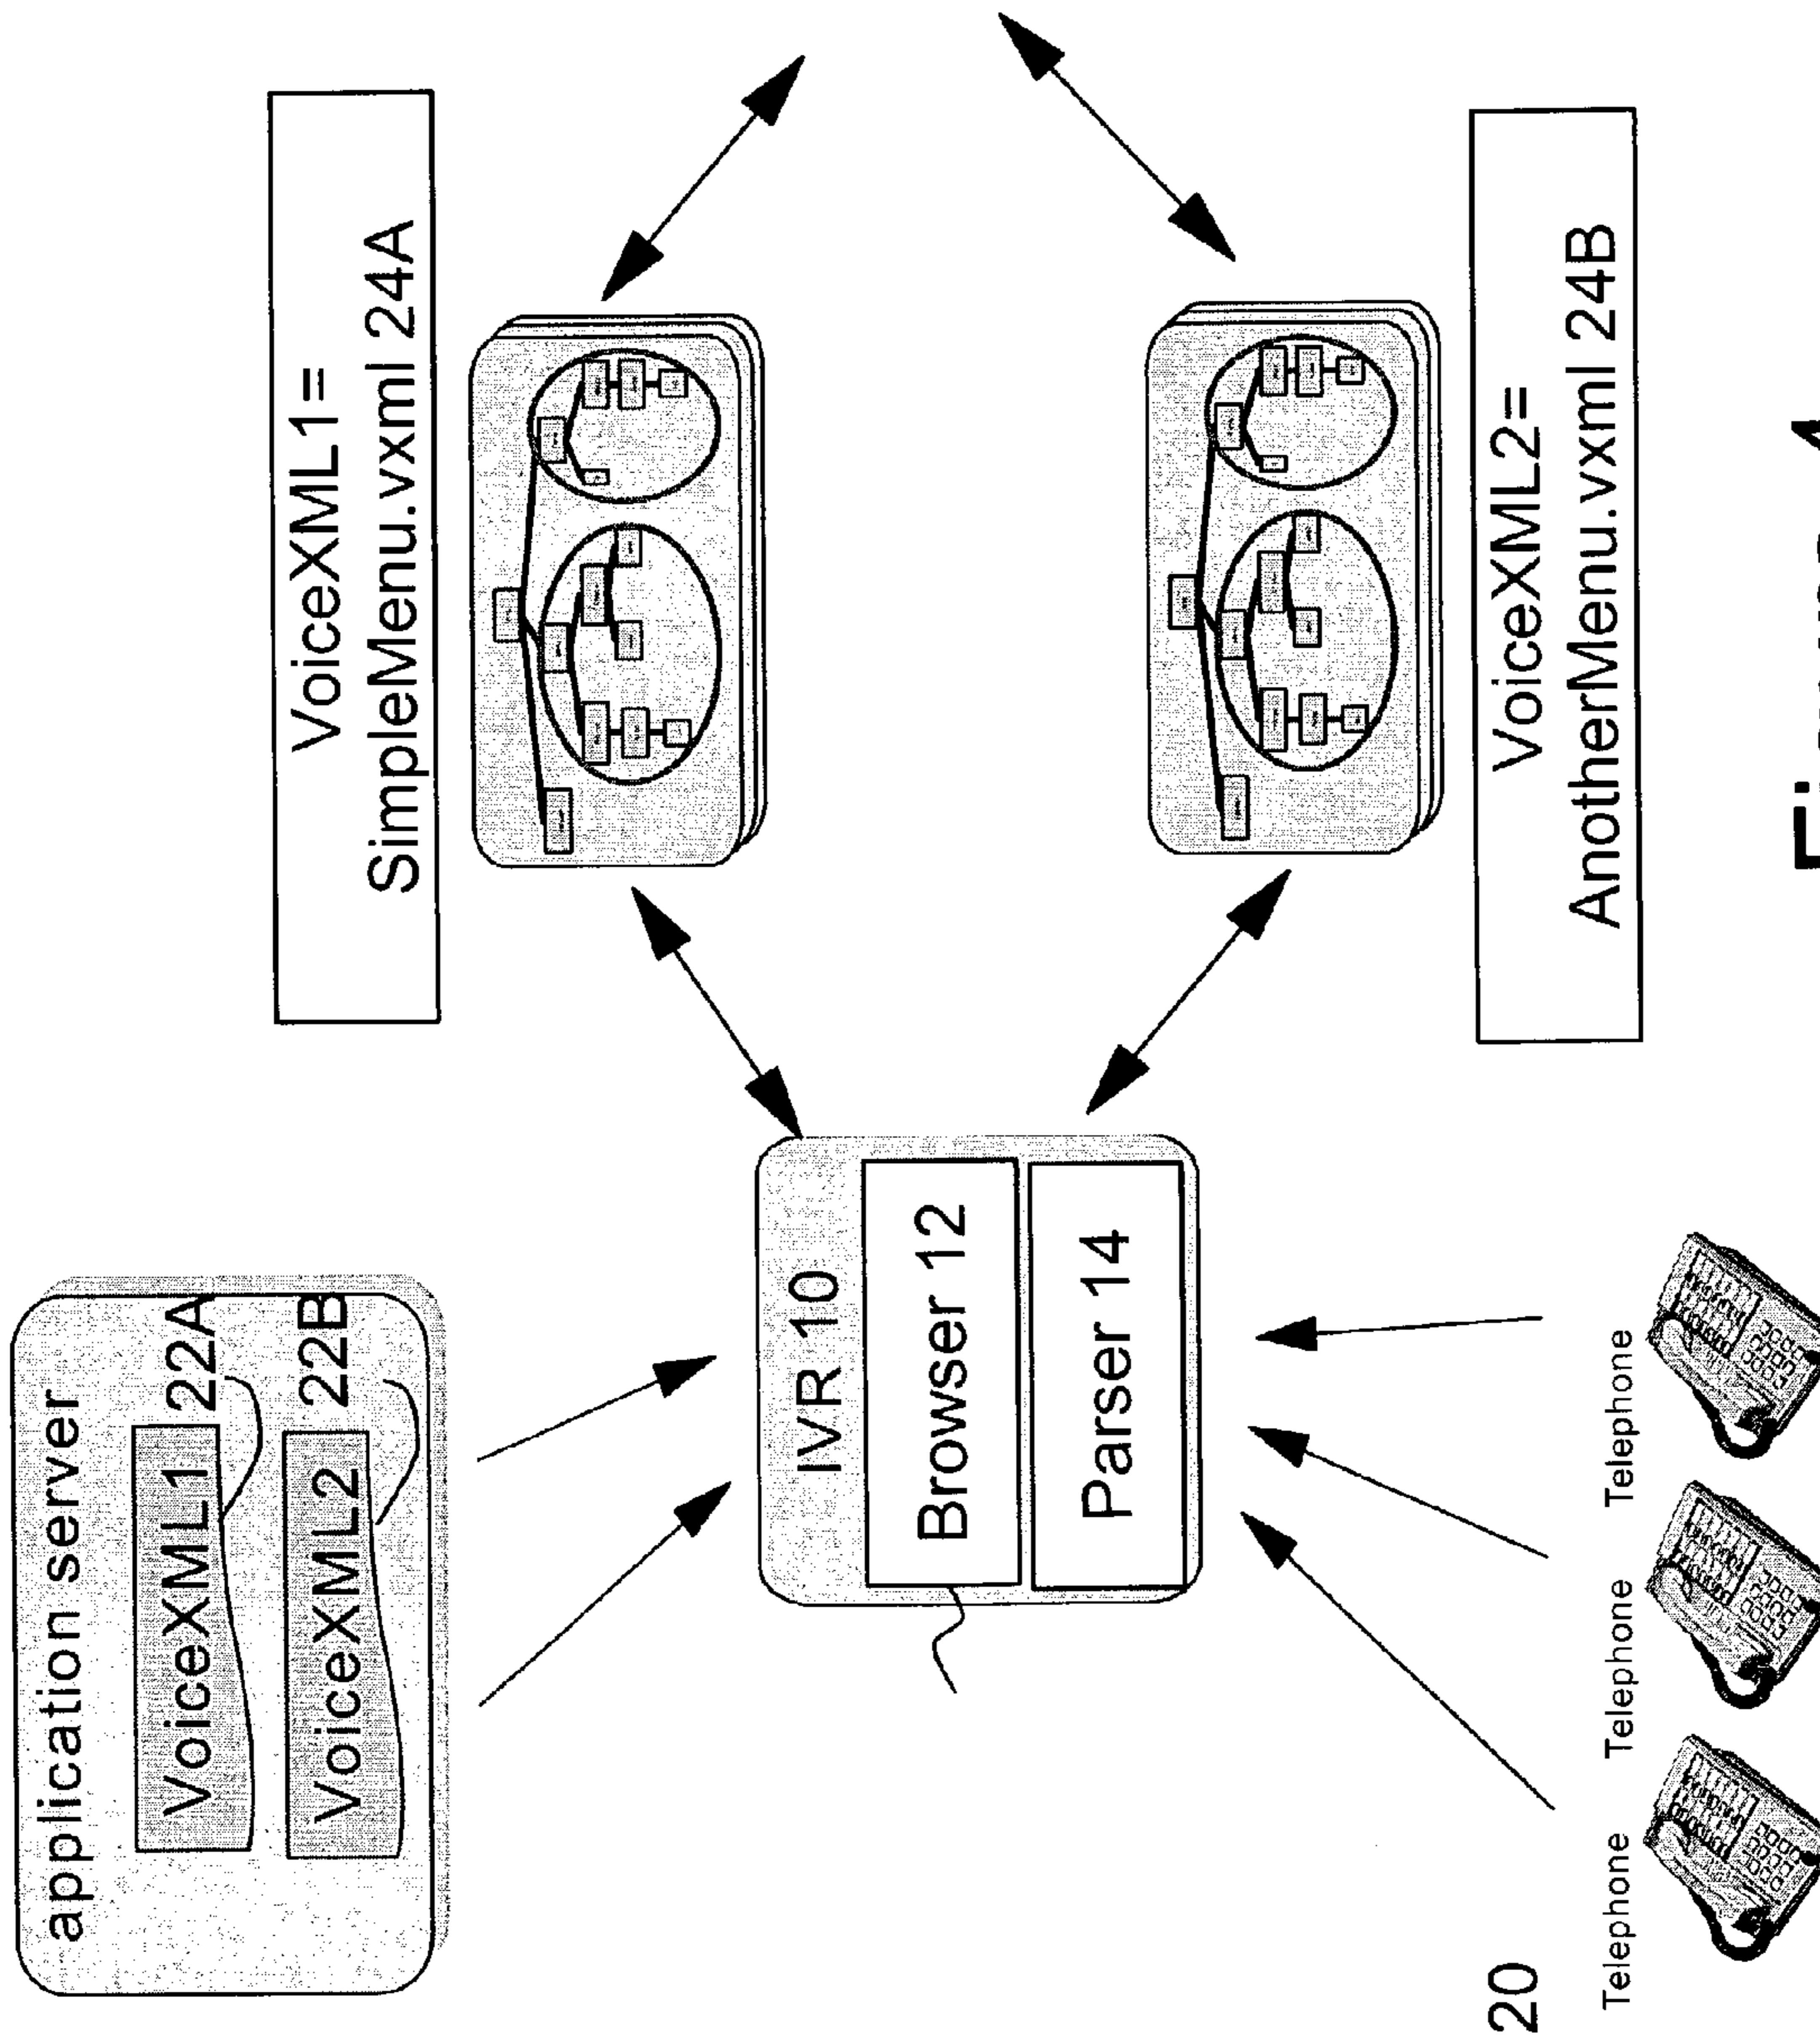 application server
VoiceXML1 22A
VoiceXML2 22B
IVR 10
Browser 12
Parser 14
20
Telephone
Telephone
Telephone
VoiceXML1=
SimpleMenu.vxml 24A
VoiceXML2=
AnotherMenu.vxml 24B